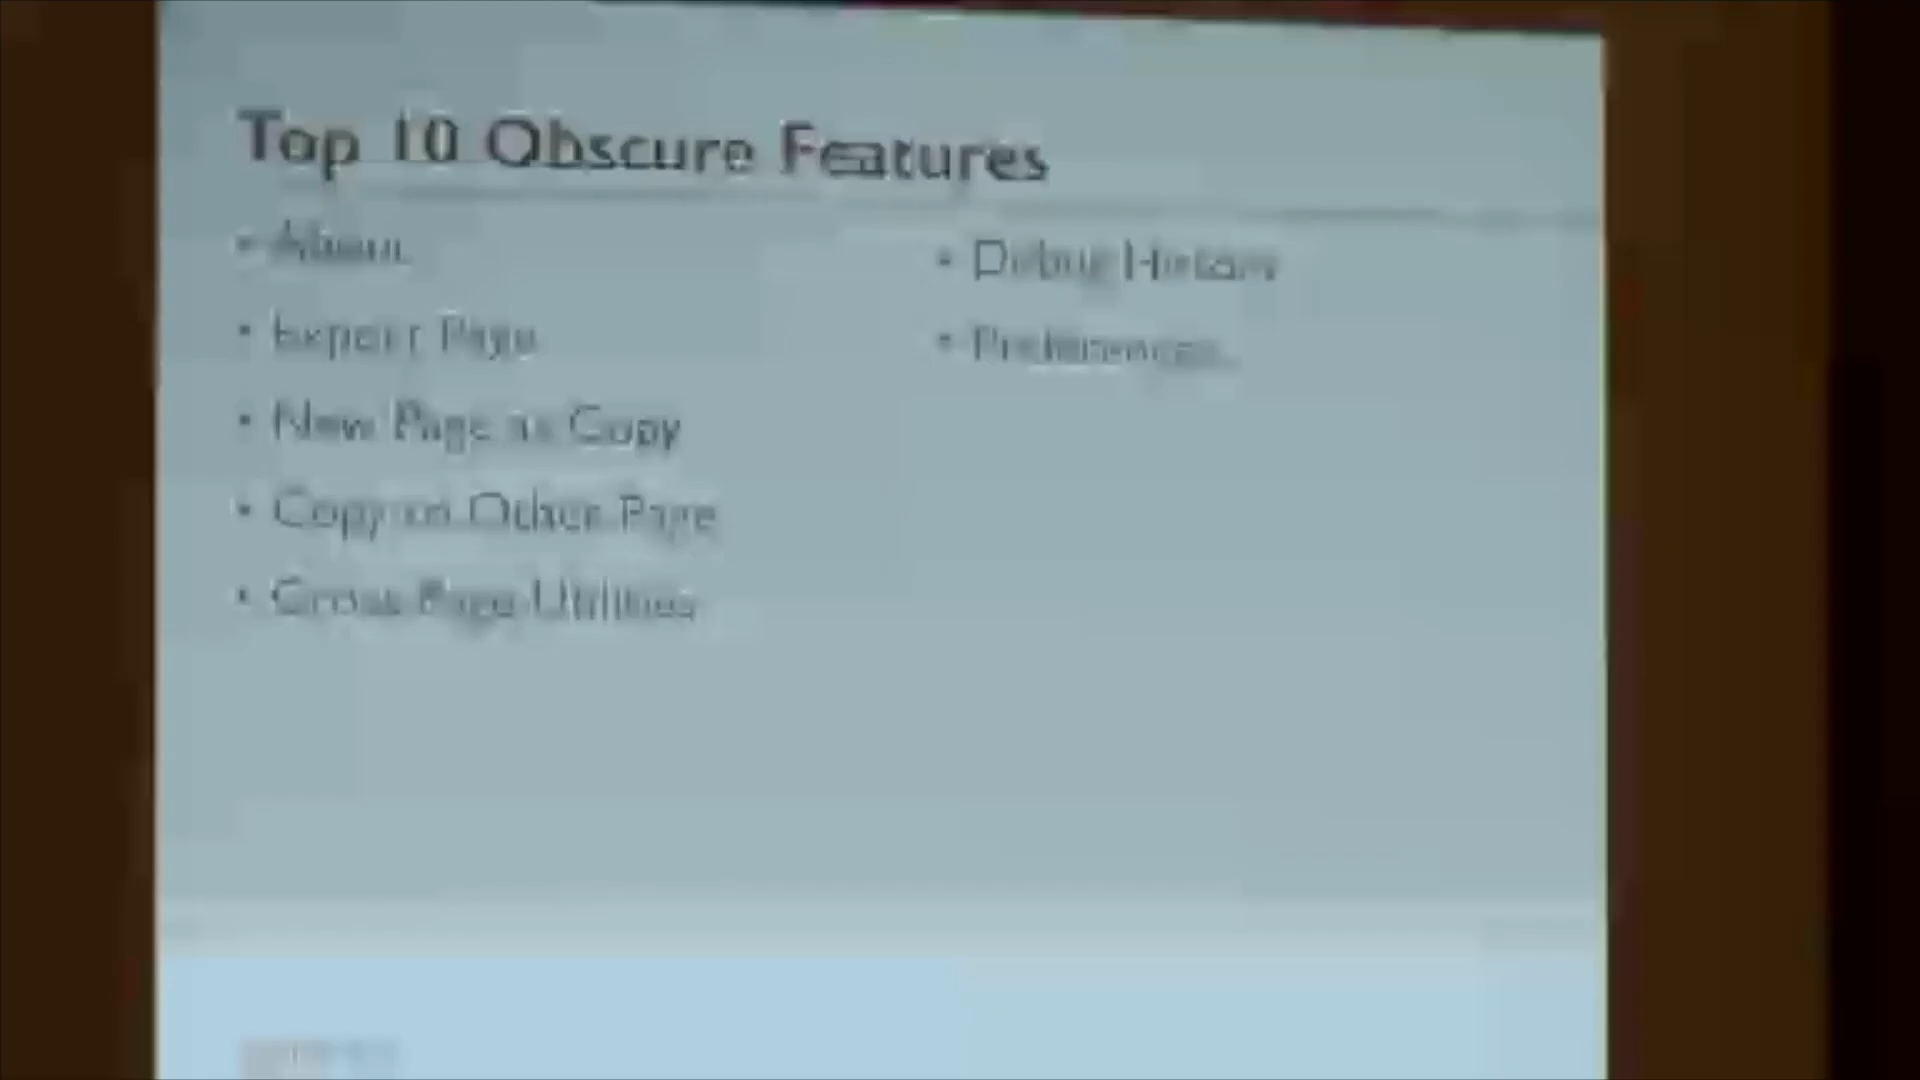 Top 10 Obscure Features
• About
• Export Page
• New Page as Copy
• Copy to Other Page
• Cross Page Utilities
• Debug History
• Preferences